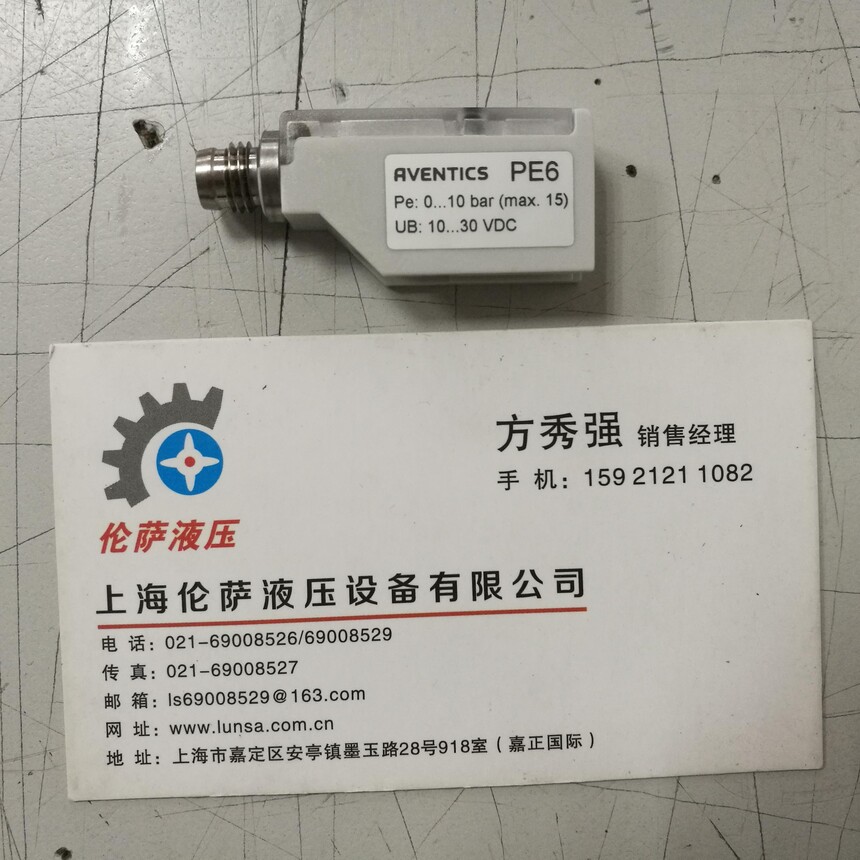 AVENTICS PE6
Pe: 0...10 bar (max. 15)
UB: 10...30 VDC
方秀强 销售经理
手 机：159 2121 1082
伦萨液压
上海伦萨液压设备有限公司
电 话：021-69008526/69008529
传 真：021-69008527
邮 箱：ls69008529@163.com
网 址：www.lunsa.com.cn
地 址：上海市嘉定区安亭镇墨玉路28号918室（嘉正国际）